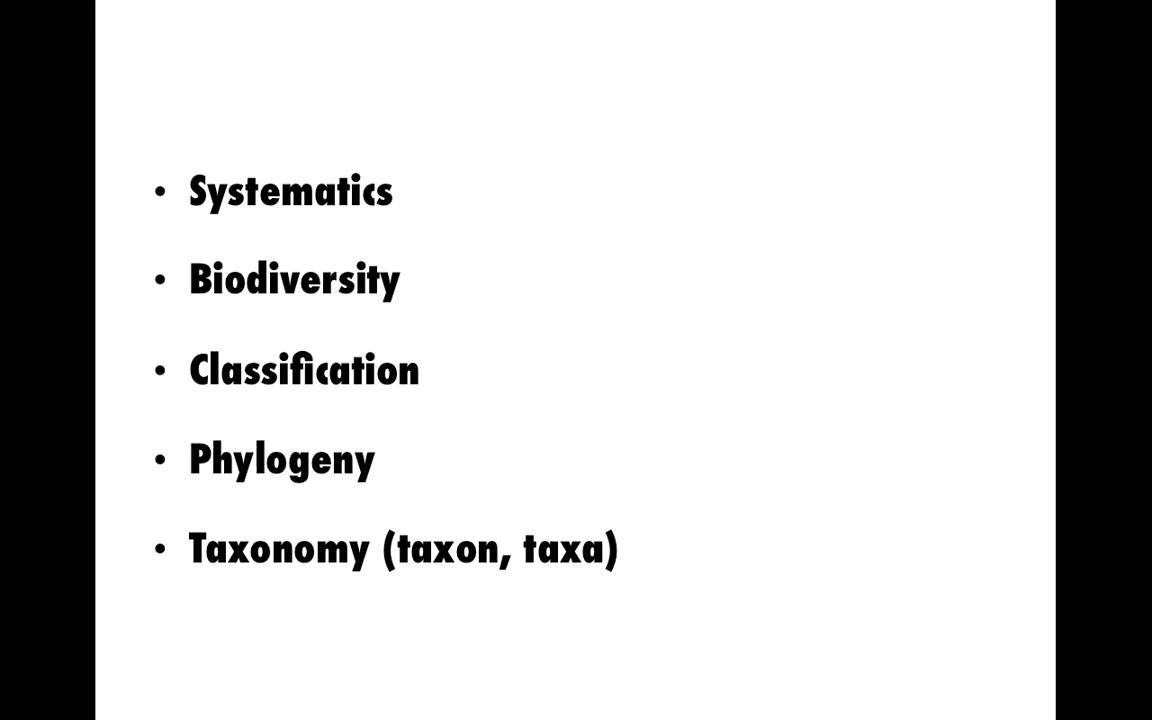 • Systematics
• Biodiversity
• Classification
• Phylogeny
• Taxonomy (taxon, taxa)